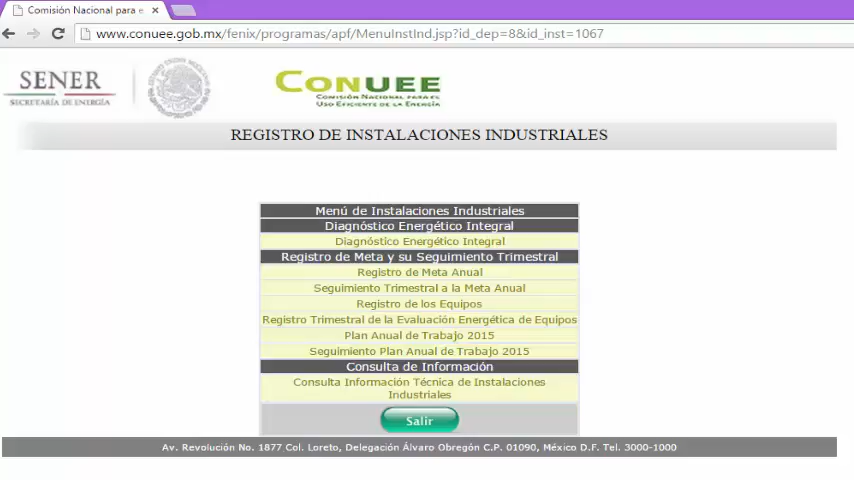 Comisión Nacional para e
www.conuee.gob.mx/fenix/programas/apf/MenuInstInd.jsp?id_dep=8&id_inst=1067
SENER
SECRETARÍA DE ENERGÍA
CONUEE
COMISIÓN NACIONAL PARA EL
USO EFICIENTE DE LA ENERGÍA
REGISTRO DE INSTALACIONES INDUSTRIALES
Menú de Instalaciones Industriales
Diagnóstico Energético Integral
Diagnóstico Energético Integral
Registro de Meta y su Seguimiento Trimestral
Registro de Meta Anual
Seguimiento Trimestral a la Meta Anual
Registro de los Equipos
Registro Trimestral de la Evaluación Energética de Equipos
Plan Anual de Trabajo 2015
Seguimiento Plan Anual de Trabajo 2015
Consulta de Información
Consulta Información Técnica de Instalaciones
Industriales
Salir
Av. Revolución No. 1877 Col. Loreto, Delegación Álvaro Obregón C.P. 01090, México D.F. Tel. 3000-1000